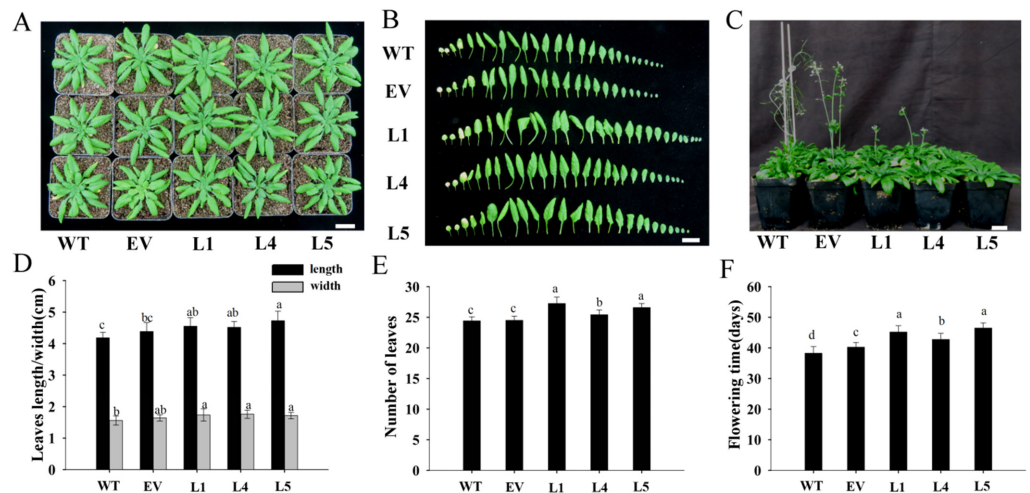 A
WT EV L1 L4 L5
B
WT
EV
L1
L4
L5
C
WT EV L1 L4 L5
D
length
width
Leaves length/width(cm)
6
5
4
3
2
1
0
c bc ab ab a
b ab a a a
WT EV L1 L4 L5
E
Number of leaves
30
25
20
15
10
5
0
c c a b a
WT EV L1 L4 L5
F
Flowering time(days)
60
50
40
30
20
10
0
d c a b a
WT EV L1 L4 L5